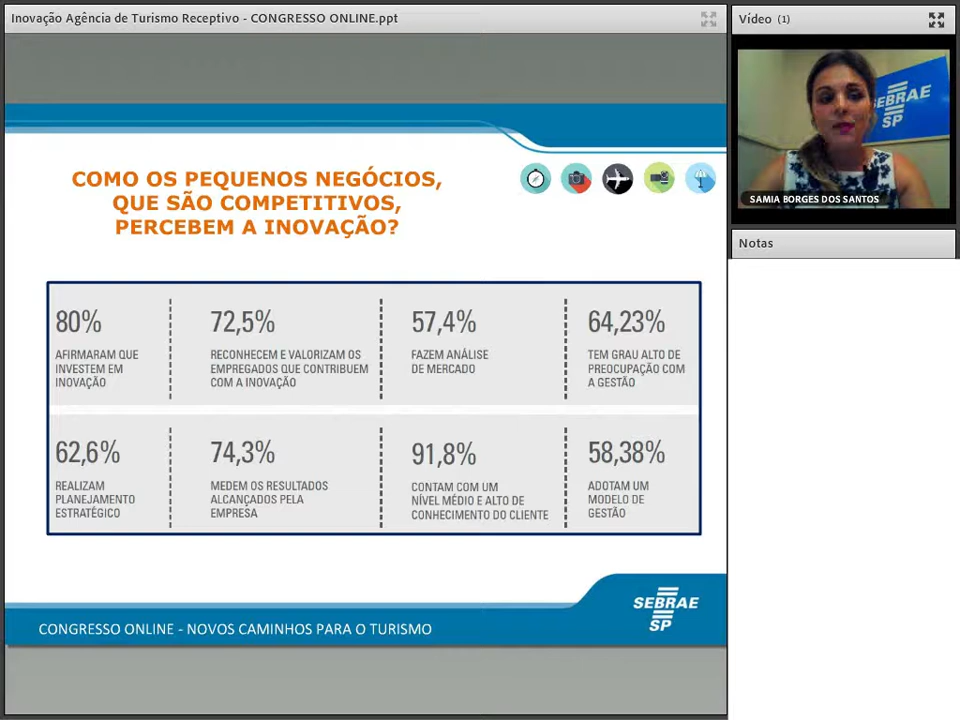 Inovação Agência de Turismo Receptivo - CONGRESSO ONLINE.ppt
COMO OS PEQUENOS NEGÓCIOS,
QUE SÃO COMPETITIVOS,
PERCEBEM A INOVAÇÃO?
80%
AFIRMARAM QUE
INVESTEM EM
INOVAÇÃO
72,5%
RECONHECEM E VALORIZAM OS
EMPREGADOS QUE CONTRIBUEM
COM A INOVAÇÃO
57,4%
FAZEM ANÁLISE
DE MERCADO
64,23%
TEM GRAU ALTO DE
PREOCUPAÇÃO COM
A GESTÃO
62,6%
REALIZAM
PLANEJAMENTO
ESTRATÉGICO
74,3%
MEDEM OS RESULTADOS
ALCANÇADOS PELA
EMPRESA
91,8%
CONTAM COM UM
NÍVEL MÉDIO E ALTO DE
CONHECIMENTO DO CLIENTE
58,38%
ADOTAM UM
MODELO DE
GESTÃO
CONGRESSO ONLINE - NOVOS CAMINHOS PARA O TURISMO
SEBRAE
SP
Vídeo (1)
SEBRAE
SP
SAMIA BORGES DOS SANTOS
Notas